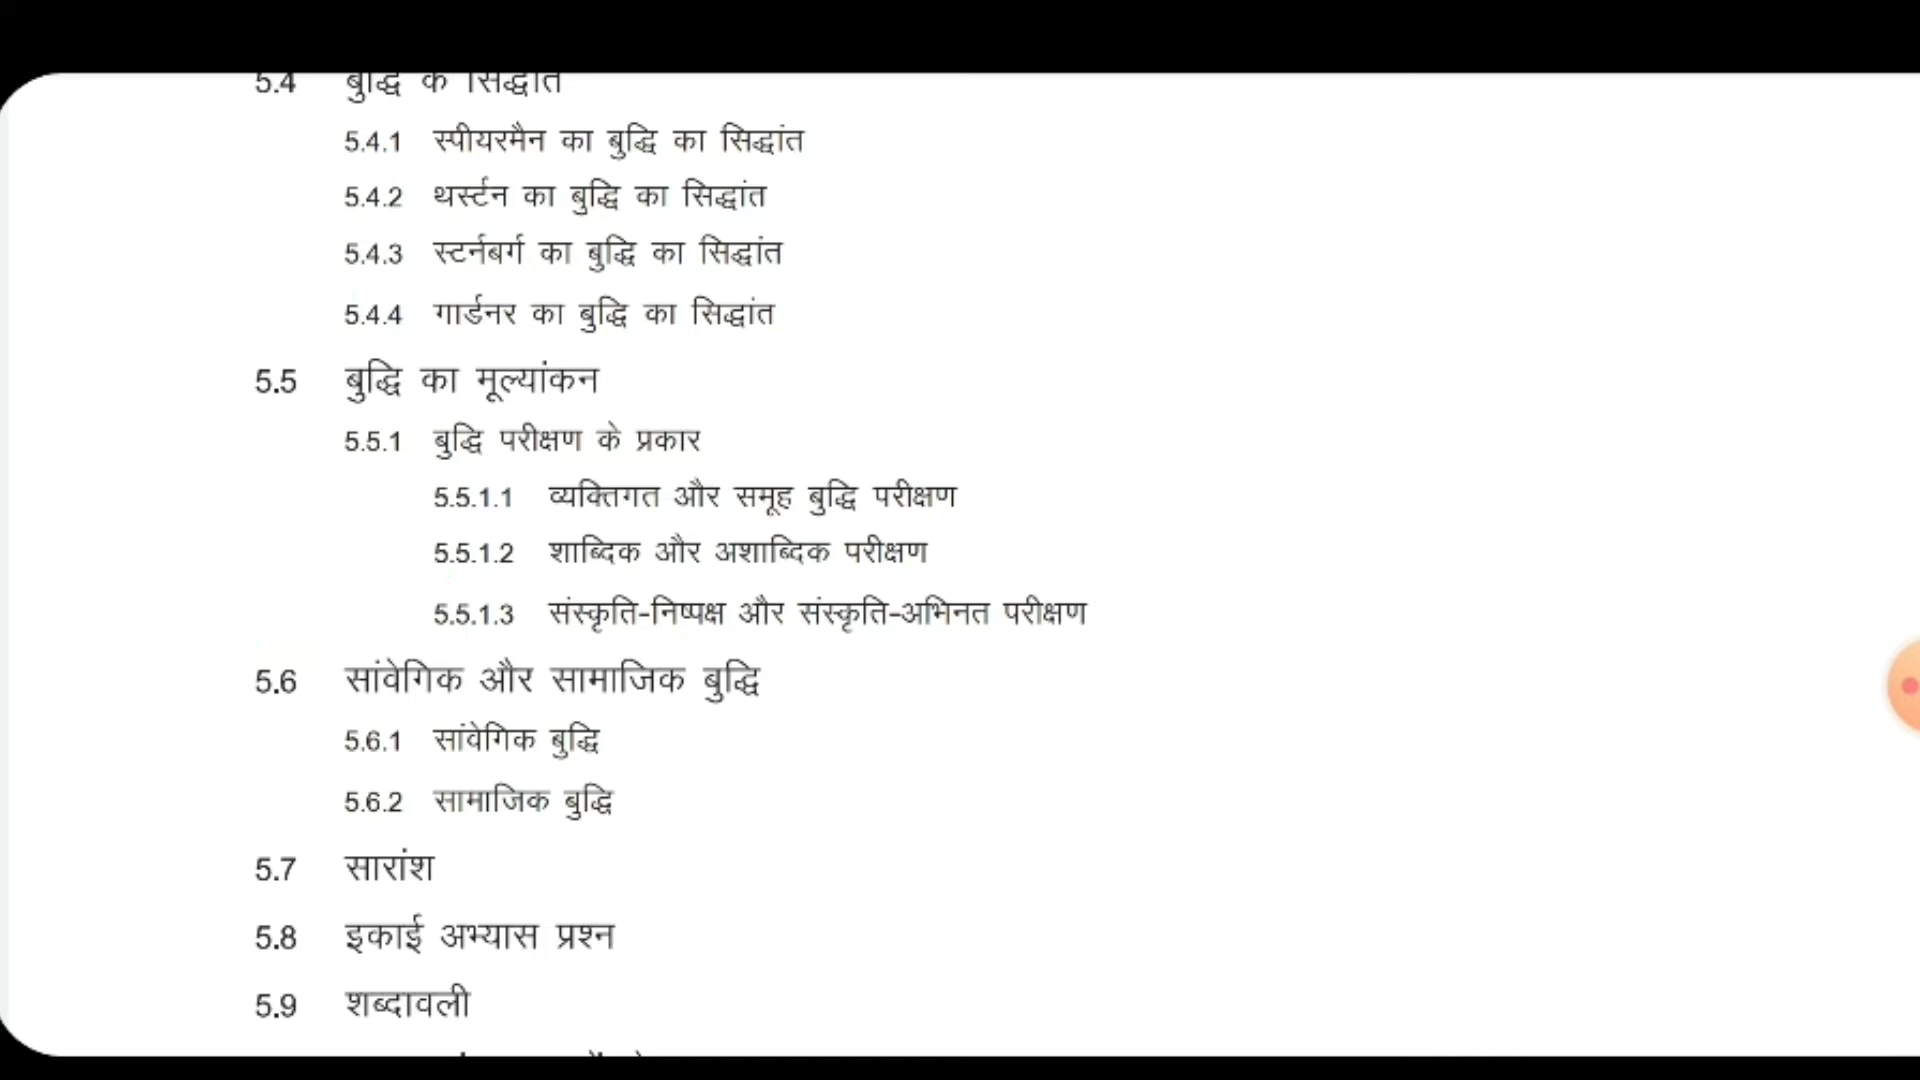 5.4 बुद्धि के सिद्धांत
5.4.1 स्पीयरमैन का बुद्धि का सिद्धांत
5.4.2 थर्स्टन का बुद्धि का सिद्धांत
5.4.3 स्टर्नबर्ग का बुद्धि का सिद्धांत
5.4.4 गार्डनर का बुद्धि का सिद्धांत
5.5 बुद्धि का मूल्यांकन
5.5.1 बुद्धि परीक्षण के प्रकार
5.5.1.1 व्यक्तिगत और समूह बुद्धि परीक्षण
5.5.1.2 शाब्दिक और अशाब्दिक परीक्षण
5.5.1.3 संस्कृति-निष्पक्ष और संस्कृति-अभिनत परीक्षण
5.6 सांवेगिक और सामाजिक बुद्धि
5.6.1 सांवेगिक बुद्धि
5.6.2 सामाजिक बुद्धि
5.7 सारांश
5.8 इकाई अभ्यास प्रश्न
5.9 शब्दावली